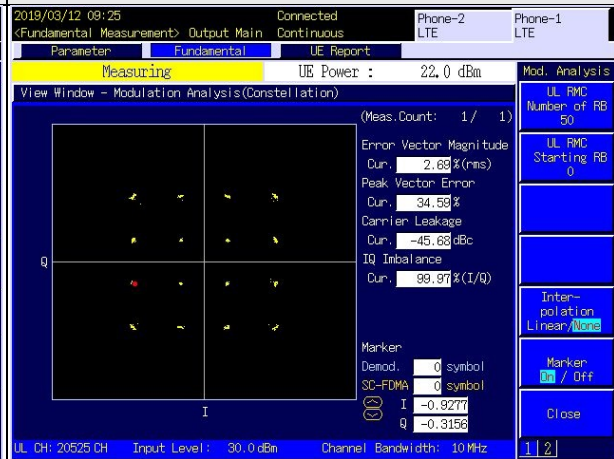 2019/03/12 09:25 Connected Phone-2 Phone-1
<Fundamental Measurement> Output Main Continuous LTE LTE
Parameter Fundamental UE Report
Measuring UE Power : 22.0 dBm Mod. Analysis
View Window - Modulation Analysis(Constellation)
(Meas.Count: 1/ 1)
Error Vector Magnitude
Cur. 2.69 %(rms)
Peak Vector Error
Cur. 34.59 %
Carrier Leakage
Cur. -45.68 dBc
IQ Imbalance
Cur. 99.97 %(I/Q)
Q
I
Marker
Demod. 0 symbol
SC-FDMA 0 symbol
I -0.9277
Q -0.3156
UL RMC
Number of RB
50
UL RMC
Starting RB
0
Inter-
polation
Linear/None
Marker
On / Off
Close
1 2
UL CH: 20525 CH Input Level: 30.0 dBm Channel Bandwidth: 10 MHz